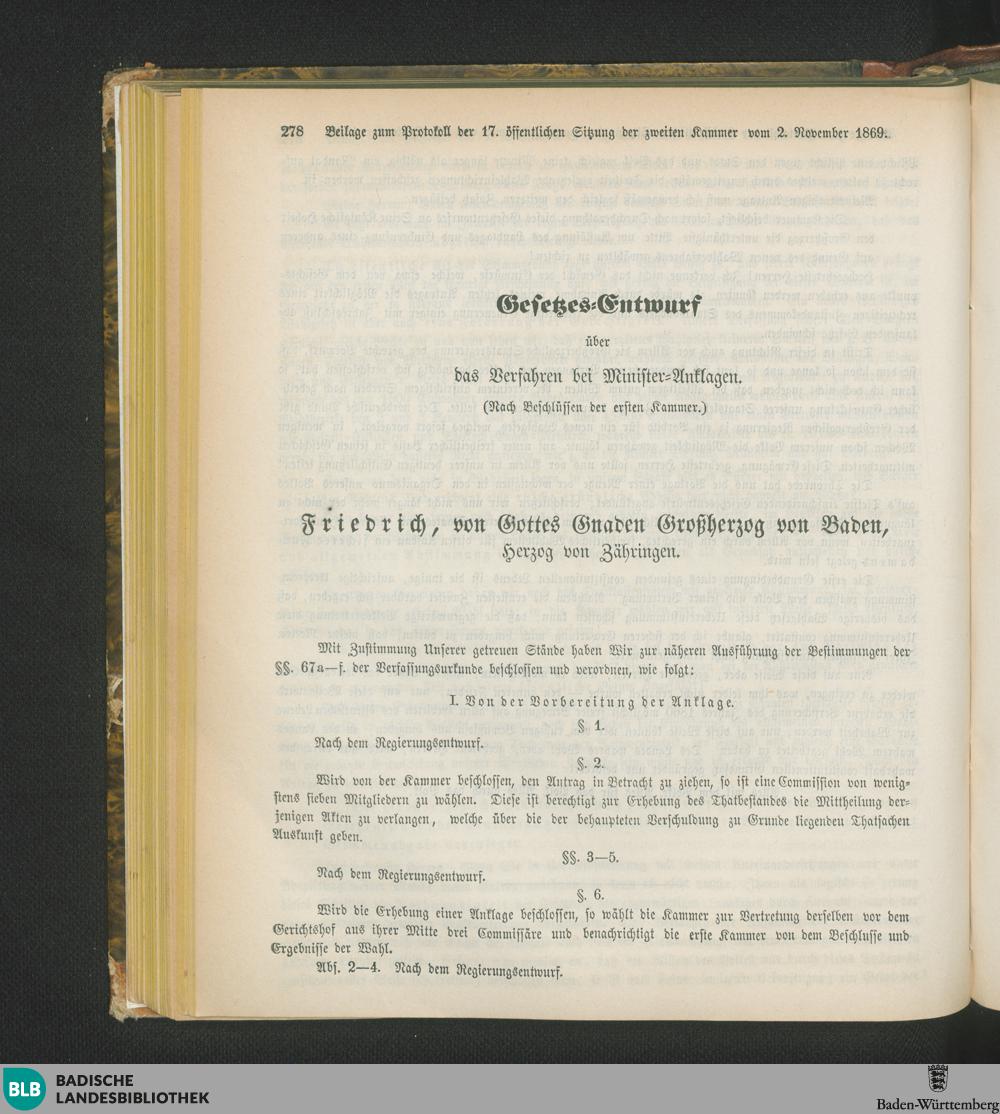 278 Beilage zum Protokoll der 17. öffentlichen Sitzung der zweiten Kammer vom 2. November 1869.
Gesetzes-Entwurf
über
das Verfahren bei Minister-Anklagen.
(Nach Beschlüssen der ersten Kammer.)
Friedrich, von Gottes Gnaden Großherzog von Baden,
Herzog von Zähringen.
Mit Zustimmung Unserer getreuen Stände haben Wir zur näheren Ausführung der Bestimmungen der
§§. 67a—f. der Verfassungsurkunde beschlossen und verordnen, wie folgt:
I. Von der Vorbereitung der Anklage.
§ 1.
Nach dem Regierungsentwurf.
§. 2.
Wird von der Kammer beschlossen, den Antrag in Betracht zu ziehen, so ist eine Commission von wenig-
stens sieben Mitgliedern zu wählen. Diese ist berechtigt zur Erhebung des Thatbestandes die Mittheilung der-
jenigen Akten zu verlangen, welche über die der behaupteten Verschuldung zu Grunde liegenden Thatsachen
Auskunft geben.
§§. 3—5.
Nach dem Regierungsentwurf.
§. 6.
Wird die Erhebung einer Anklage beschlossen, so wählt die Kammer zur Vertretung derselben vor dem
Gerichtshof aus ihrer Mitte drei Commissäre und benachrichtigt die erste Kammer von dem Beschlusse und
Ergebnisse der Wahl.
Abs. 2—4. Nach dem Regierungsentwurf.
BLB BADISCHE
LANDESBIBLIOTHEK
Baden-Württemberg